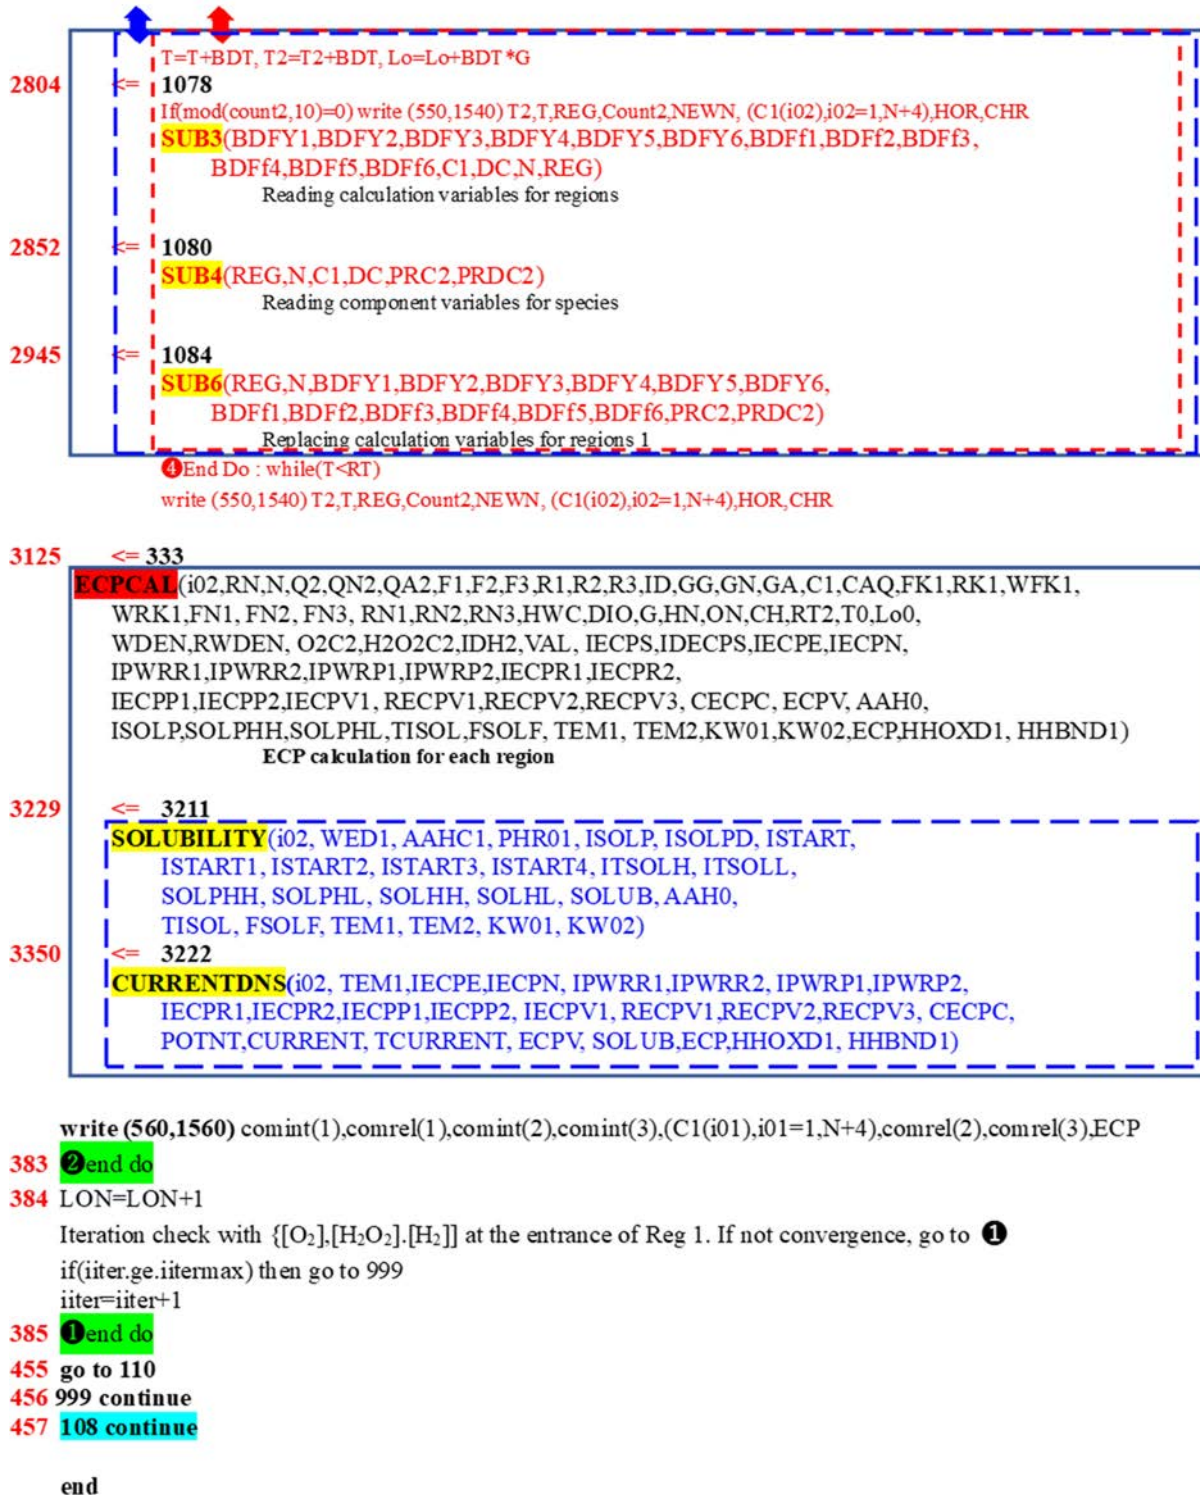 T=T+BDT, T2=T2+BDT, Lo=Lo+BDT*G
2804 <= 1078
If(mod(count2,10)=0) write (550,1540) T2,T,REG,Count2,NEWN, (C1(i02),i02=1,N+4),HOR,CHR
SUB3(BDFY1,BDFY2,BDFY3,BDFY4,BDFY5,BDFY6,BDFf1,BDFf2,BDFf3,
BDFf4,BDFf5,BDFf6,C1,DC,N,REG)
Reading calculation variables for regions
2852 <= 1080
SUB4(REG,N,C1,DC,PRC2,PRDC2)
Reading component variables for species
2945 <= 1084
SUB6(REG,N,BDFY1,BDFY2,BDFY3,BDFY4,BDFY5,BDFY6,
BDFf1,BDFf2,BDFf3,BDFf4,BDFf5,BDFf6,PRC2,PRDC2)
Replacing calculation variables for regions 1
❹End Do : while(T<RT)
write (550,1540) T2,T,REG,Count2,NEWN, (C1(i02),i02=1,N+4),HOR,CHR
3125 <= 333
ECPCAL(i02,RN,N,Q2,QN2,QA2,F1,F2,F3,R1,R2,R3,ID,GG,GN,GA,C1,CAQ,FK1,RK1,WFK1,
WRK1,FN1, FN2, FN3, RN1,RN2,RN3,HWC,DIO,G,HN,ON,CH,RT2,T0,Lo0,
WDEN,RWDEN, O2C2,H2O2C2,IDH2,VAL, IECPS,IDECPS,IECPE,IECPN,
IPWRR1,IPWRR2,IPWRP1,IPWRP2,IECPR1,IECPR2,
IECPP1,IECPP2,IECPV1, RECPV1,RECPV2,RECPV3, CECPC, ECPV, AAH0,
ISOLP,SOLPHH,SOLPHL,TISOL,FSOLF, TEM1, TEM2,KW01,KW02,ECP,HHOXD1, HHBND1)
ECP calculation for each region
3229 <= 3211
SOLUBILITY(i02, WED1, AAHC1, PHR01, ISOLP, ISOLPD, ISTART,
ISTART1, ISTART2, ISTART3, ISTART4, ITSOLH, ITSOLL,
SOLPHH, SOLPHL, SOLHH, SOLHL, SOLUB, AAH0,
TISOL, FSOLF, TEM1, TEM2, KW01, KW02)
3350 <= 3222
CURRENTDNS(i02, TEM1,IECPE,IECPN, IPWRR1,IPWRR2, IPWRP1,IPWRP2,
IECPR1,IECPR2,IECPP1,IECPP2, IECPV1, RECPV1,RECPV2,RECPV3, CECPC,
POTNT,CURRENT, TCURRENT, ECPV, SOLUB,ECP,HHOXD1, HHBND1)
write (560,1560) comint(1),comrel(1),comint(2),comint(3),(C1(i01),i01=1,N+4),comrel(2),comrel(3),ECP
383 ❷end do
384 LON=LON+1
Iteration check with {[O₂],[H₂O₂].[H₂]] at the entrance of Reg 1. If not convergence, go to ❶
if(iiter.ge.iitermax) then go to 999
iiter=iiter+1
385 ❶end do
455 go to 110
456 999 continue
457 108 continue
end